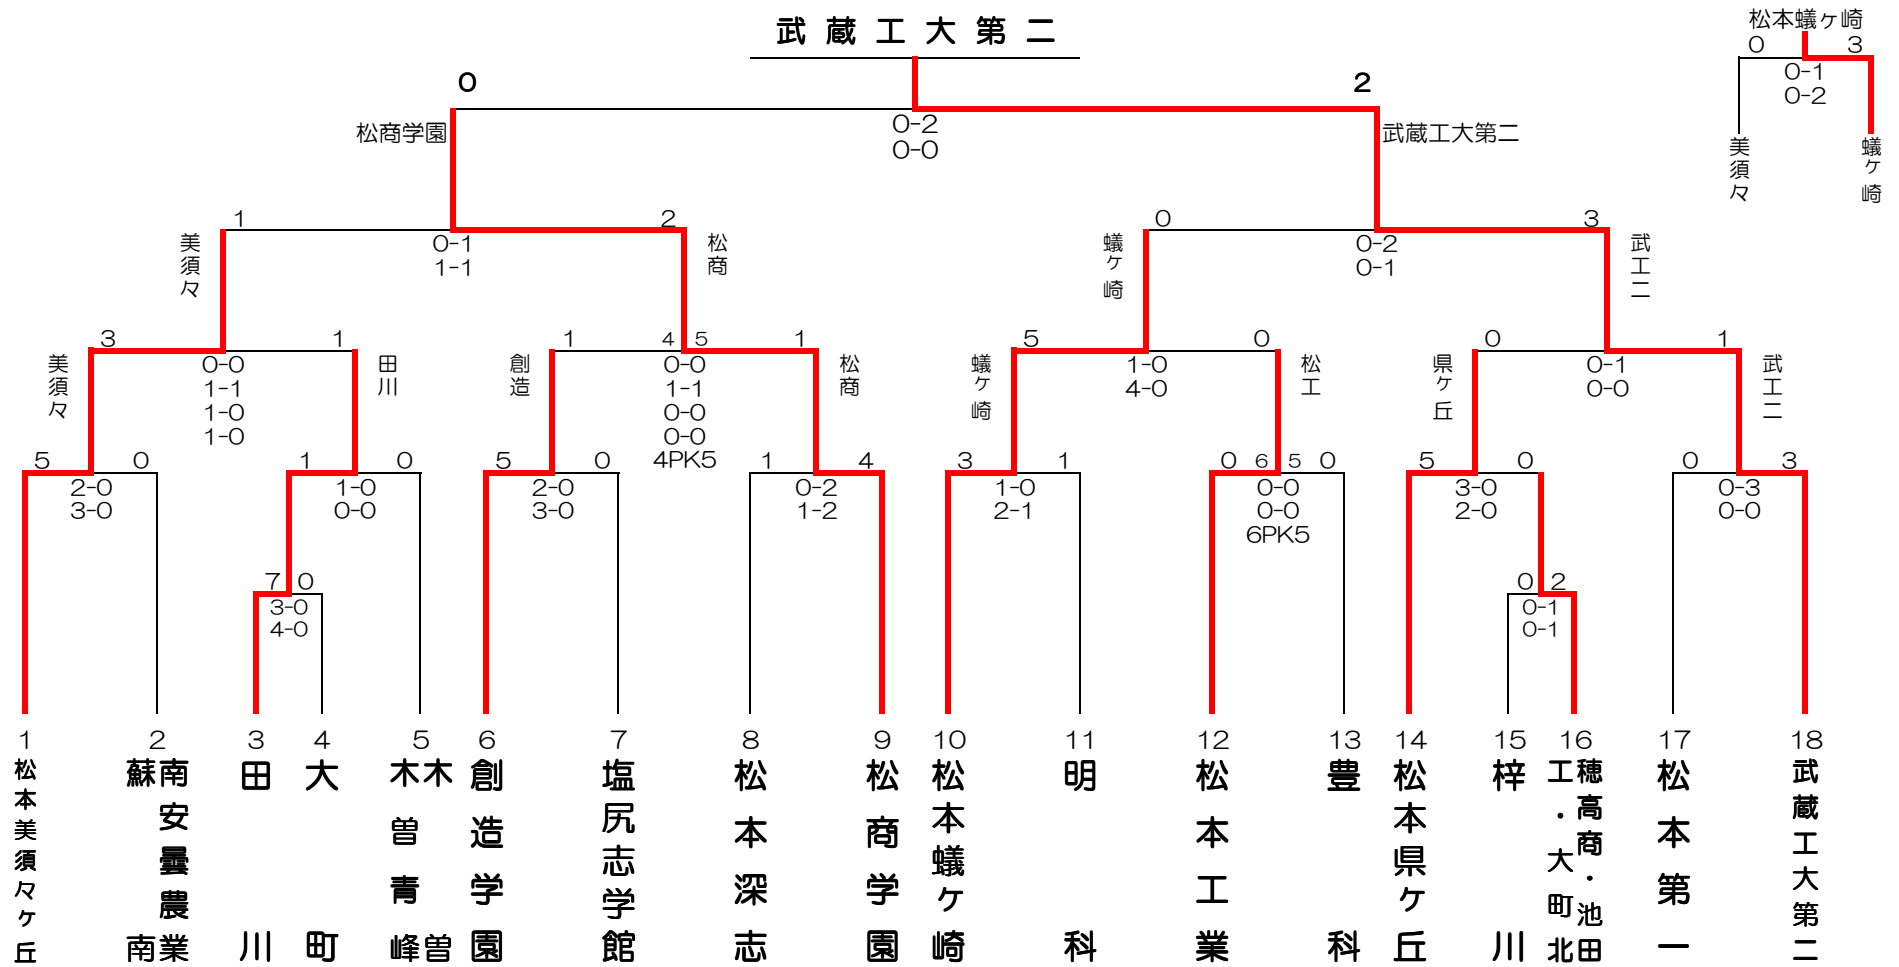 武蔵工大第二
松本蟻ヶ崎
0 3
0-1
0-2
美須々
蟻ヶ崎
0 2
松商学園
0-2
0-0
武蔵工大第二
1 2
美須々
0-1
1-1
松商
0 3
蟻ヶ崎
0-2
0-1
武工二
3 1
美須々
0-0
1-1
1-0
1-0
田川
1 4 5 1
創造
0-0
1-1
0-0
0-0
4PK5
松商
5 0
蟻ヶ崎
1-0
4-0
松工
0 1
県ヶ丘
0-1
0-0
武工二
5 0
2-0
3-0
1 0
1-0
0-0
5 0
2-0
3-0
1 4
0-2
1-2
3 1
1-0
2-1
0 6 5 0
0-0
0-0
6PK5
5 0
3-0
2-0
0 3
0-3
0-0
7 0
3-0
4-0
0 2
0-1
0-1
1 2 3 4 5 6 7 8 9 10 11 12 13 14 15 16 17 18
松本美須々ヶ丘
南安曇農業
蘇南
田川
大町
木曽
木曽青峰
創造学園
塩尻志学館
松本深志
松商学園
松本蟻ヶ崎
明科
松本工業
豊科
松本県ヶ丘
梓川
穂高商・池田
工・大町北
松本第一
武蔵工大第二